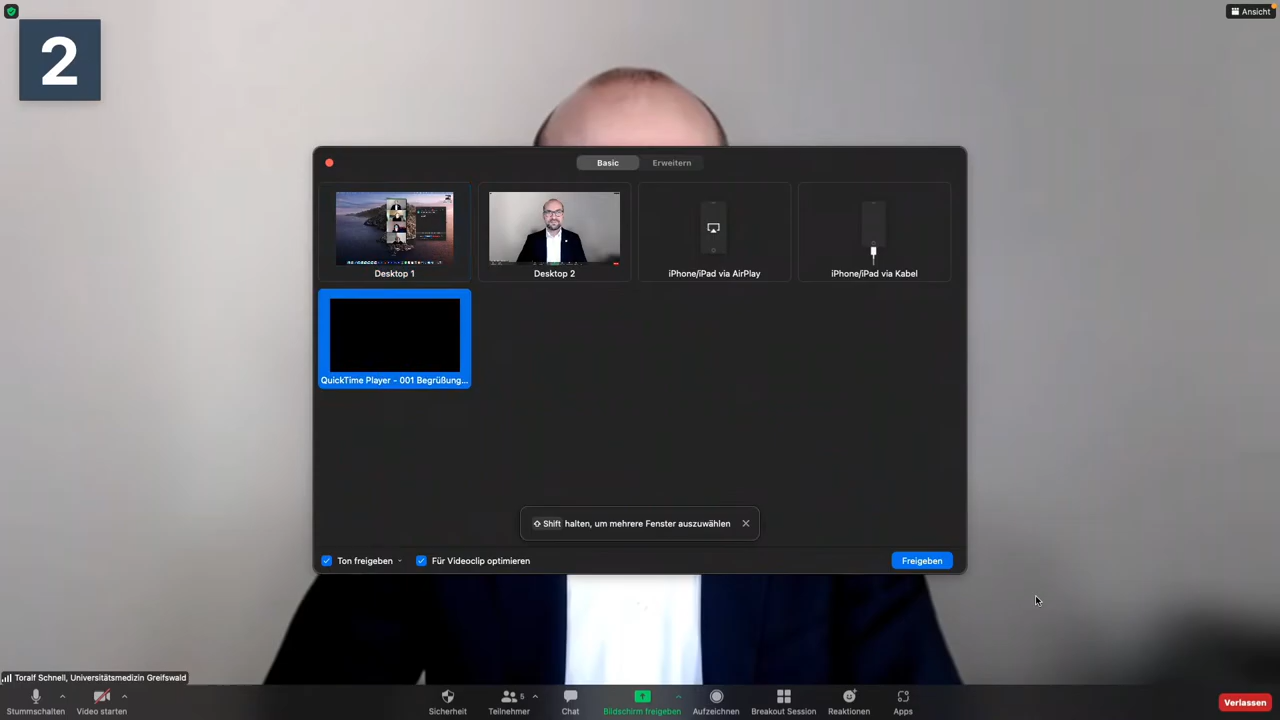 2
Ansicht
Basic
Erweitern
Desktop 1
Desktop 2
iPhone/iPad via AirPlay
iPhone/iPad via Kabel
QuickTime Player - 001 Begrüßung...
Shift halten, um mehrere Fenster auszuwählen
Ton freigeben
Für Videoclip optimieren
Freigeben
Toralf Schnell, Universitätsmedizin Greifswald
Stummschalten
Video starten
Sicherheit
5
Teilnehmer
Chat
Bildschirm freigeben
Aufzeichnen
Breakout Session
Reaktionen
Apps
Verlassen